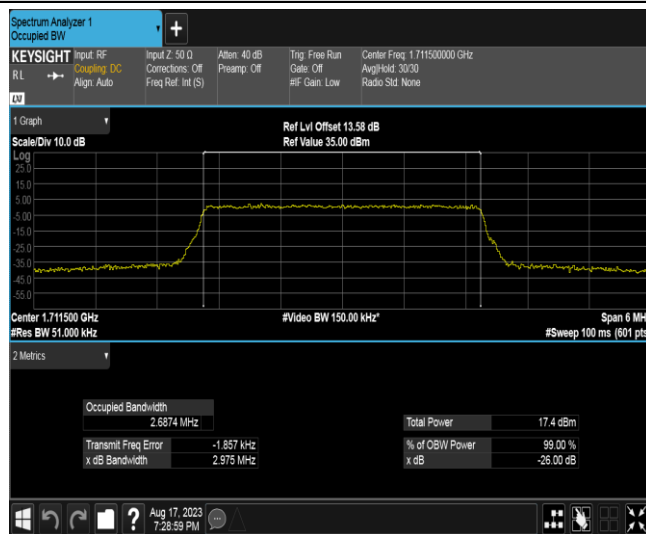 Spectrum Analyzer 1
Occupied BW
+
KEYSIGHT
RL
LXI
Input: RF
Coupling: DC
Align: Auto
Input Z: 50 Ω
Corrections: Off
Freq Ref: Int (S)
Atten: 40 dB
Preamp: Off
Trig: Free Run
Gate: Off
#IF Gain: Low
Center Freq: 1.711500000 GHz
Avg|Hold: 30/30
Radio Std: None
1 Graph
Scale/Div 10.0 dB
Ref Lvl Offset 13.58 dB
Ref Value 35.00 dBm
Log
25.0
15.0
5.00
-5.00
-15.0
-25.0
-35.0
-45.0
-55.0
Center 1.711500 GHz
#Res BW 51.000 kHz
#Video BW 150.00 kHz*
Span 6 MH
#Sweep 100 ms (601 pts
2 Metrics
Occupied Bandwidth
2.6874 MHz
Transmit Freq Error -1.857 kHz
x dB Bandwidth 2.975 MHz
Total Power 17.4 dBm
% of OBW Power 99.00 %
x dB -26.00 dB
?
Aug 17, 2023
7:28:59 PM